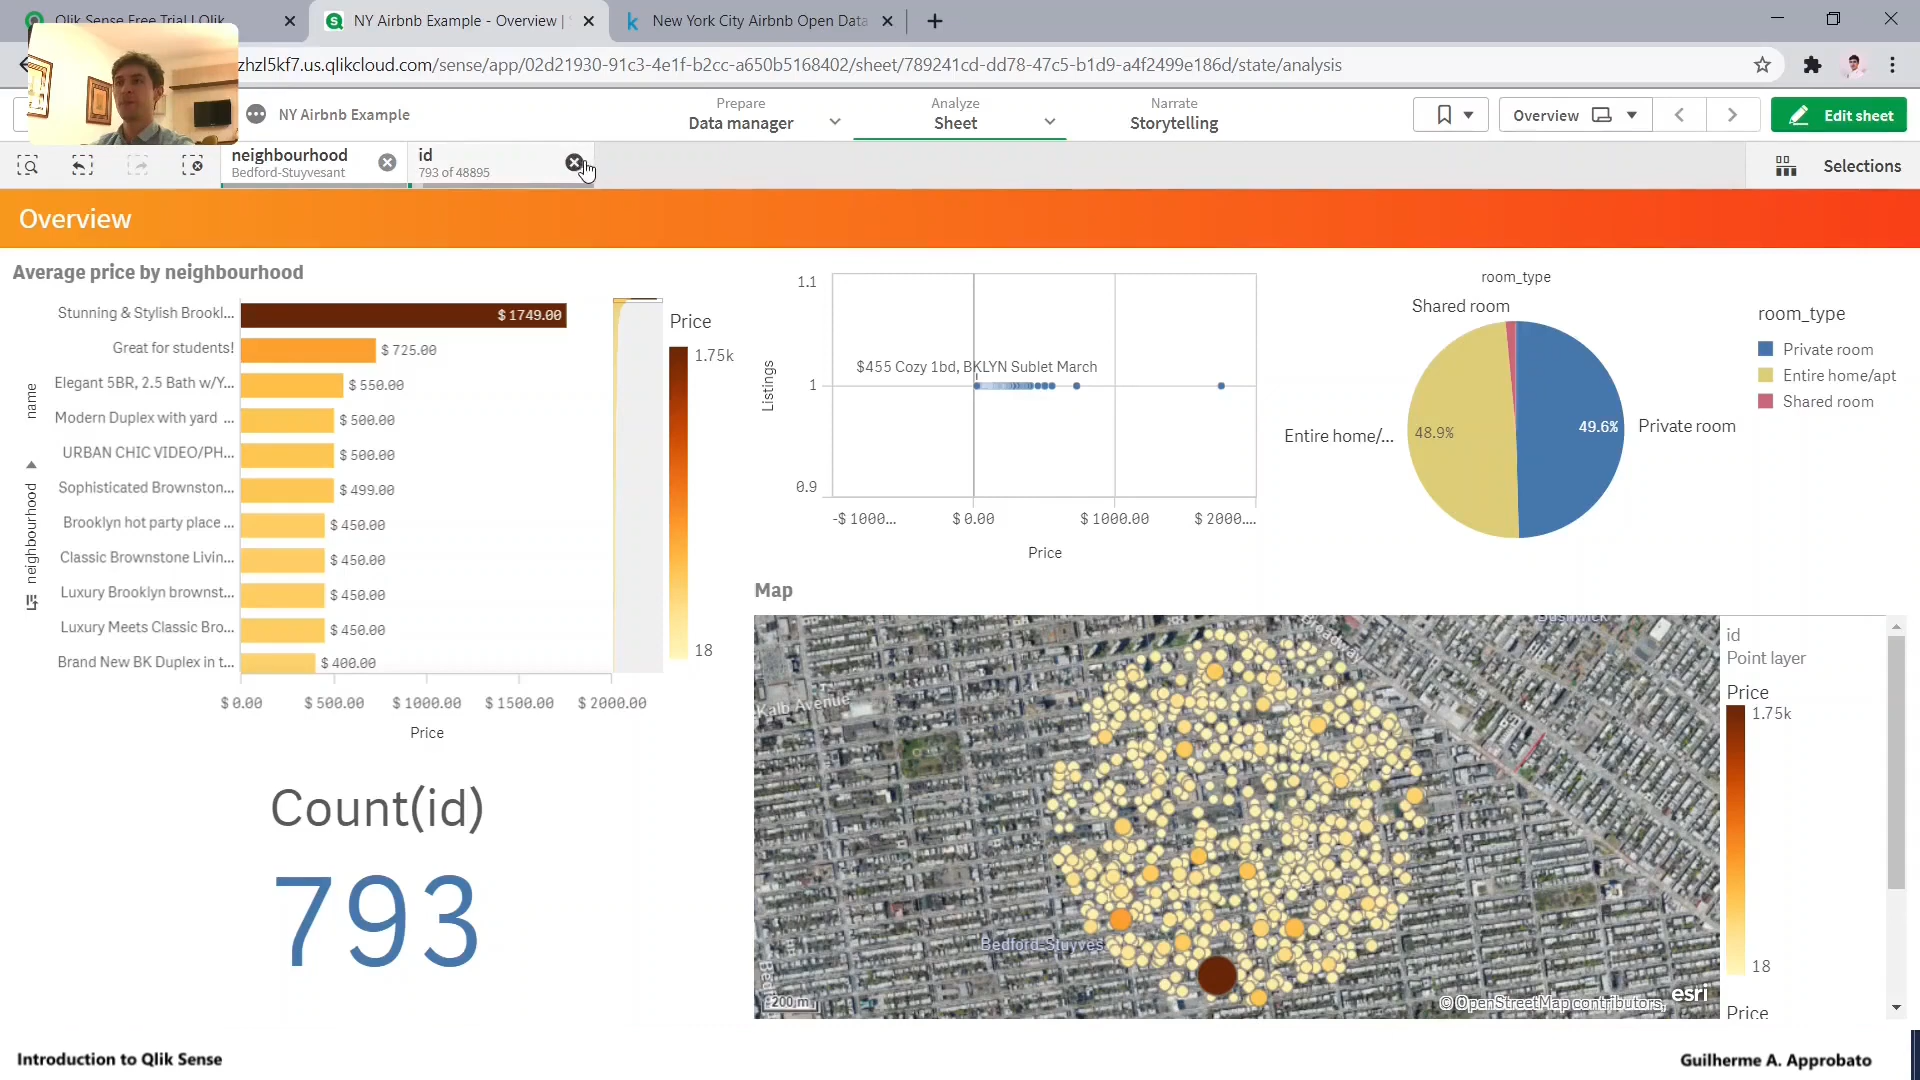 Qlik Sense Free Trial | Qlik
NY Airbnb Example - Overview |
New York City Airbnb Open Data
zhzl5kf7.us.qlikcloud.com/sense/app/02d21930-91c3-4e1f-b2cc-a650b5168402/sheet/789241cd-dd78-47c5-b1d9-a4f2499e186d/state/analysis
NY Airbnb Example
Prepare
Data manager
Analyze
Sheet
Narrate
Storytelling
Overview
Edit sheet
neighbourhood
Bedford-Stuyvesant
id
793 of 48895
Selections
Overview
Average price by neighbourhood
name
neighbourhood
Stunning & Stylish Brookl...
$ 1749.00
Great for students!
$ 725.00
Elegant 5BR, 2.5 Bath w/Y...
$ 550.00
Modern Duplex with yard ...
$ 500.00
URBAN CHIC VIDEO/PH...
$ 500.00
Sophisticated Brownston...
$ 499.00
Brooklyn hot party place ...
$ 450.00
Classic Brownstone Livin...
$ 450.00
Luxury Brooklyn brownst...
$ 450.00
Luxury Meets Classic Bro...
$ 450.00
Brand New BK Duplex in t...
$ 400.00
$ 0.00 $ 500.00 $ 1000.00 $ 1500.00 $ 2000.00
Price
Price
1.75k
18
Listings
1.1
1
0.9
$455 Cozy 1bd, BKLYN Sublet March
-$ 1000... $ 0.00 $ 1000.00 $ 2000....
Price
room_type
Shared room
Entire home/...
48.9%
49.6%
Private room
room_type
Private room
Entire home/apt
Shared room
Count(id)
793
Map
Bushwick
Broadway
Kalb Avenue
Bedford-Stuyves
200 m
© OpenStreetMap contributors,
esri
id
Point layer
Price
1.75k
18
Price
Introduction to Qlik Sense
Guilherme A. Approbato